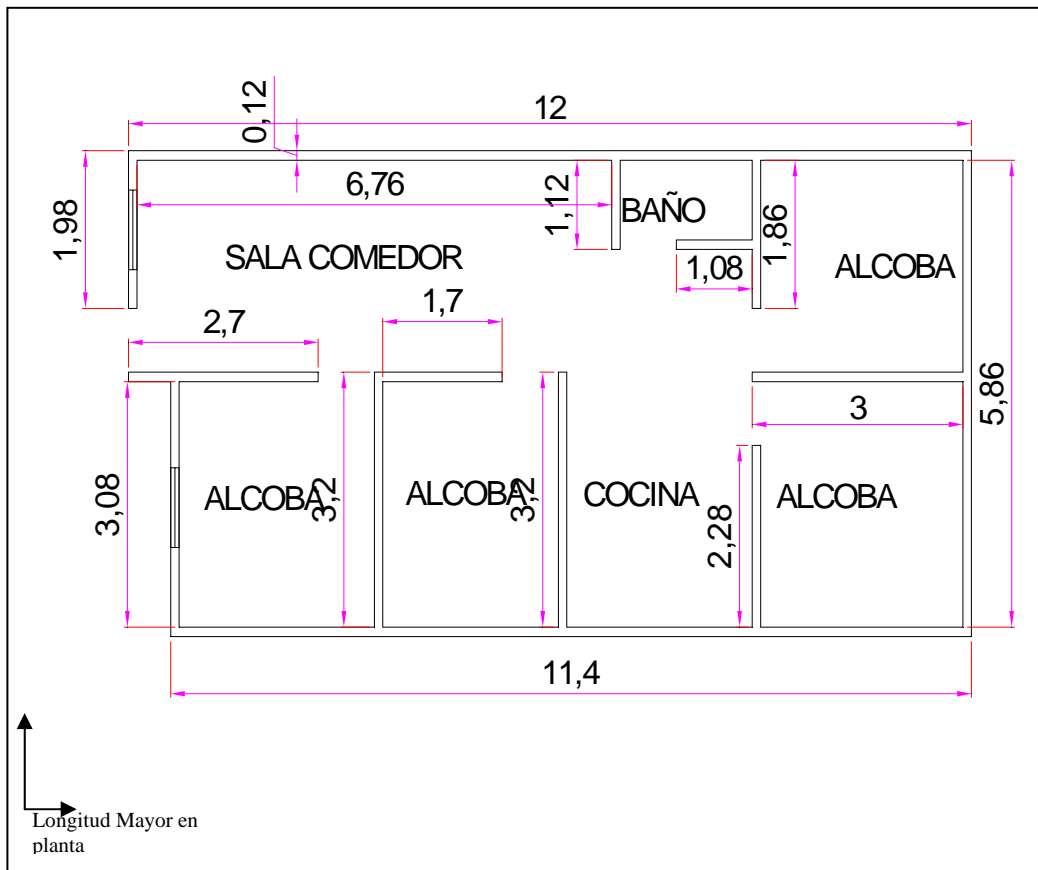 12
0,12
6,76
1,98
1,12
BAÑO
1,86
SALA COMEDOR
1,08
ALCOBA
2,7
1,7
3
5,86
3,08
ALCOBA
3,2
ALCOBA
3,2
COCINA
2,28
ALCOBA
11,4
Longitud Mayor en
planta